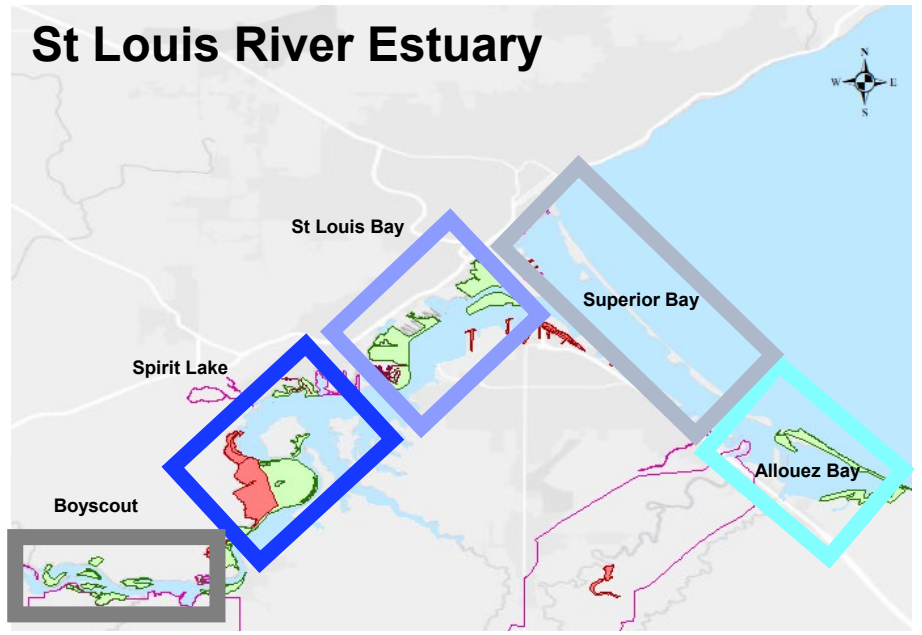 St Louis River Estuary
N
W E
S
St Louis Bay
Superior Bay
Spirit Lake
Allouez Bay
Boyscout